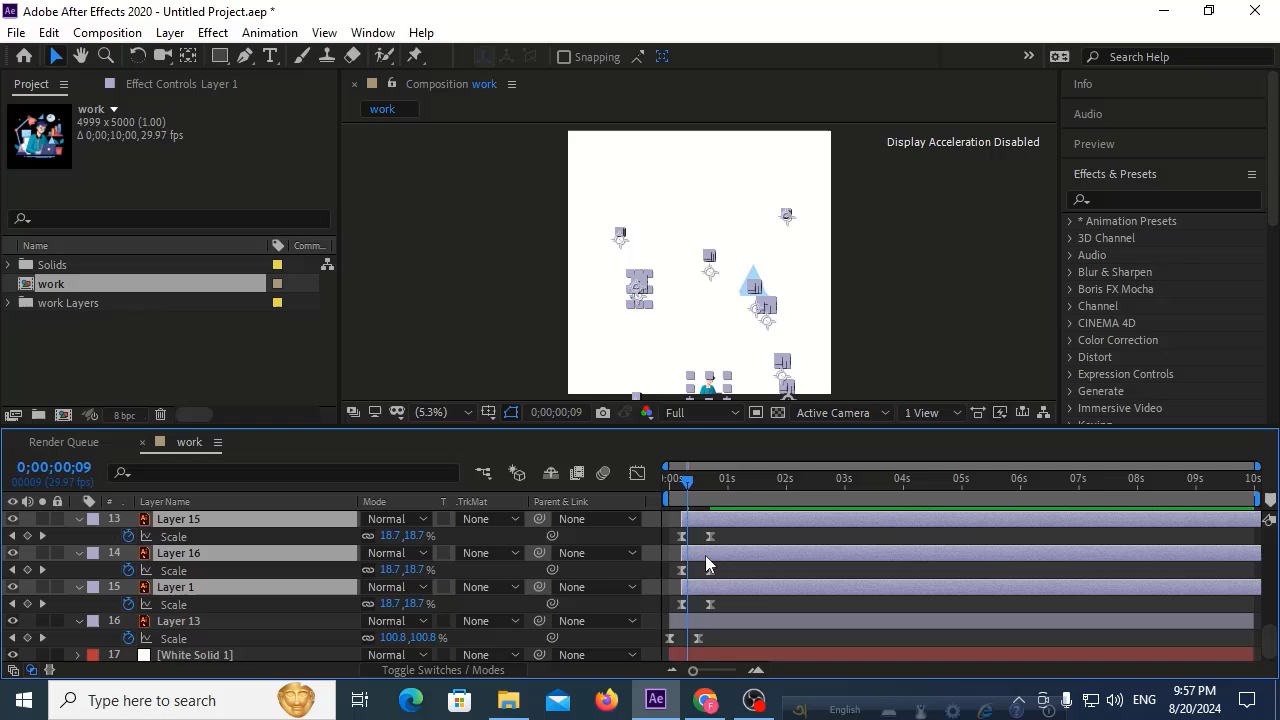 Adobe After Effects 2020 - Untitled Project.aep *
File Edit Composition Layer Effect Animation View Window Help
Snapping
Search Help
Project
Effect Controls Layer 1
Composition work
work
4999 x 5000 (1.00)
Δ 0;00;10;00, 29.97 fps
work
Display Acceleration Disabled
Info
Audio
Preview
Effects & Presets
* Animation Presets
3D Channel
Audio
Blur & Sharpen
Boris FX Mocha
Channel
CINEMA 4D
Color Correction
Distort
Expression Controls
Generate
Immersive Video
Name Comm...
Solids
work
work Layers
8 bpc
(5.3%) 0;00;00;09 Full Active Camera 1 View
Render Queue
work
0;00;00;09
00009 (29.97 fps)
01s 02s 03s 04s 05s 06s 07s 08s 09s 10s
# Layer Name Mode T .TrkMat Parent & Link
13 Layer 15 Normal None None
Scale 18.7,18.7%
14 Layer 16 Normal None None
Scale 18.7,18.7%
15 Layer 1 Normal None None
Scale 18.7,18.7%
16 Layer 13 Normal None None
Scale 100.8,100.8%
17 [White Solid 1] Normal None None
Toggle Switches / Modes
Type here to search
English
ENG
9:57 PM
8/20/2024